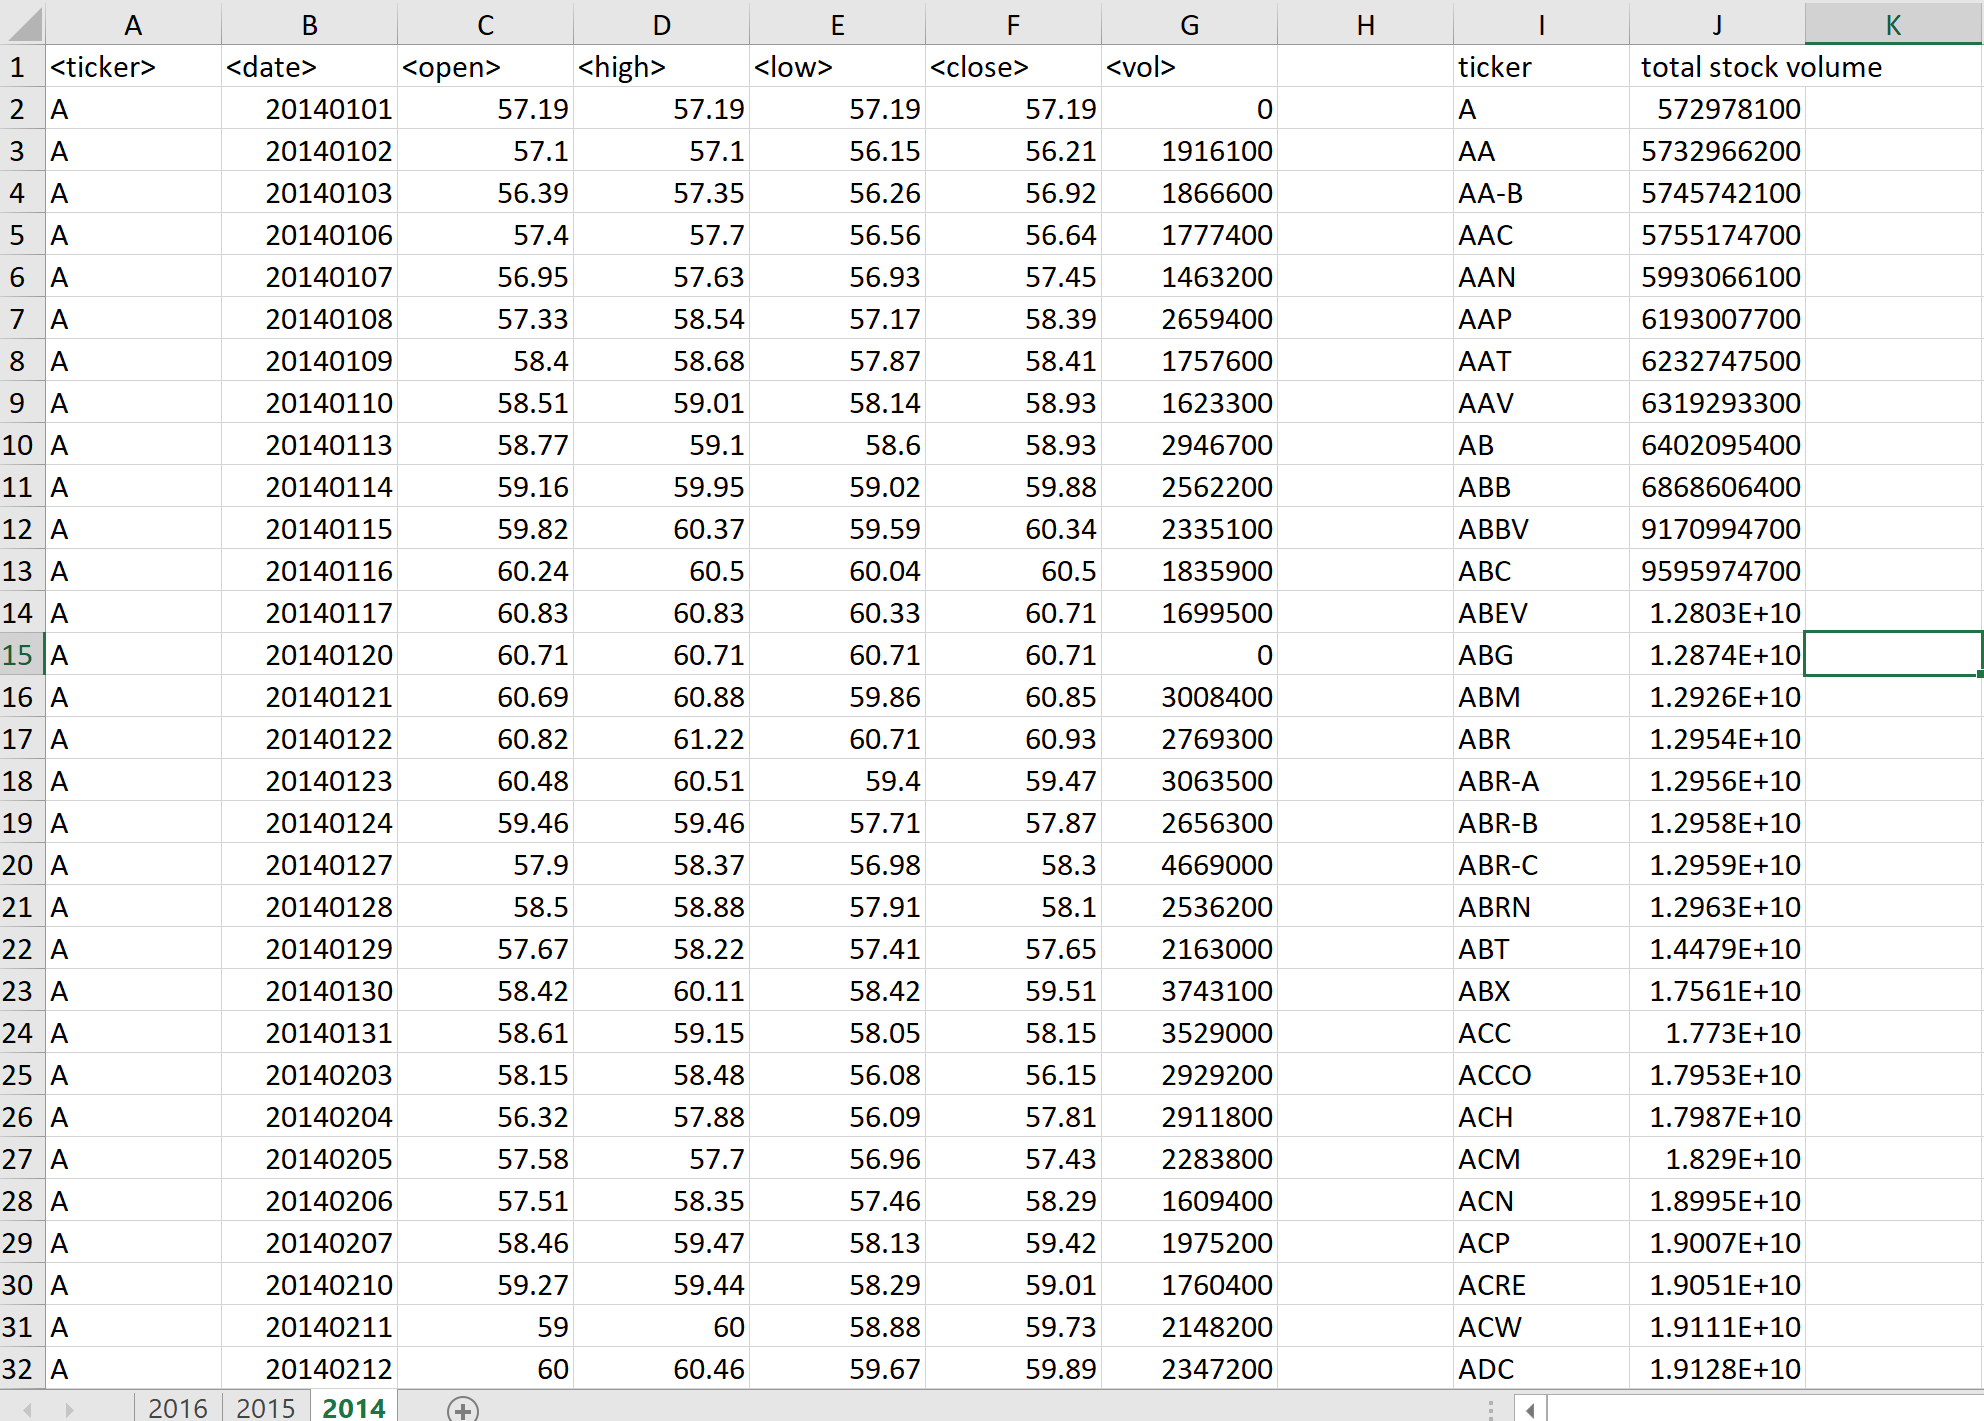 A B C D E F G H I J K
1 <ticker> <date> <open> <high> <low> <close> <vol> ticker total stock volume
2 A 20140101 57.19 57.19 57.19 57.19 0 A 572978100
3 A 20140102 57.1 57.1 56.15 56.21 1916100 AA 5732966200
4 A 20140103 56.39 57.35 56.26 56.92 1866600 AA-B 5745742100
5 A 20140106 57.4 57.7 56.56 56.64 1777400 AAC 5755174700
6 A 20140107 56.95 57.63 56.93 57.45 1463200 AAN 5993066100
7 A 20140108 57.33 58.54 57.17 58.39 2659400 AAP 6193007700
8 A 20140109 58.4 58.68 57.87 58.41 1757600 AAT 6232747500
9 A 20140110 58.51 59.01 58.14 58.93 1623300 AAV 6319293300
10 A 20140113 58.77 59.1 58.6 58.93 2946700 AB 6402095400
11 A 20140114 59.16 59.95 59.02 59.88 2562200 ABB 6868606400
12 A 20140115 59.82 60.37 59.59 60.34 2335100 ABBV 9170994700
13 A 20140116 60.24 60.5 60.04 60.5 1835900 ABC 9595974700
14 A 20140117 60.83 60.83 60.33 60.71 1699500 ABEV 1.2803E+10
15 A 20140120 60.71 60.71 60.71 60.71 0 ABG 1.2874E+10
16 A 20140121 60.69 60.88 59.86 60.85 3008400 ABM 1.2926E+10
17 A 20140122 60.82 61.22 60.71 60.93 2769300 ABR 1.2954E+10
18 A 20140123 60.48 60.51 59.4 59.47 3063500 ABR-A 1.2956E+10
19 A 20140124 59.46 59.46 57.71 57.87 2656300 ABR-B 1.2958E+10
20 A 20140127 57.9 58.37 56.98 58.3 4669000 ABR-C 1.2959E+10
21 A 20140128 58.5 58.88 57.91 58.1 2536200 ABRN 1.2963E+10
22 A 20140129 57.67 58.22 57.41 57.65 2163000 ABT 1.4479E+10
23 A 20140130 58.42 60.11 58.42 59.51 3743100 ABX 1.7561E+10
24 A 20140131 58.61 59.15 58.05 58.15 3529000 ACC 1.773E+10
25 A 20140203 58.15 58.48 56.08 56.15 2929200 ACCO 1.7953E+10
26 A 20140204 56.32 57.88 56.09 57.81 2911800 ACH 1.7987E+10
27 A 20140205 57.58 57.7 56.96 57.43 2283800 ACM 1.829E+10
28 A 20140206 57.51 58.35 57.46 58.29 1609400 ACN 1.8995E+10
29 A 20140207 58.46 59.47 58.13 59.42 1975200 ACP 1.9007E+10
30 A 20140210 59.27 59.44 58.29 59.01 1760400 ACRE 1.9051E+10
31 A 20140211 59 60 58.88 59.73 2148200 ACW 1.9111E+10
32 A 20140212 60 60.46 59.67 59.89 2347200 ADC 1.9128E+10
2016 2015 2014